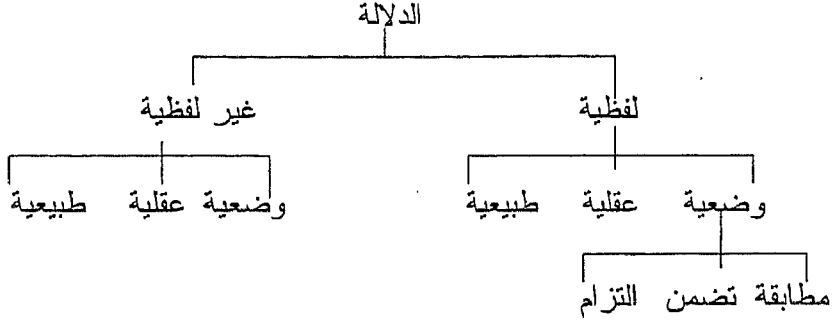 الدلالة
لفظية غير لفظية
وضعية عقلية طبيعية وضعية عقلية طبيعية
مطابقة تضمن التزام